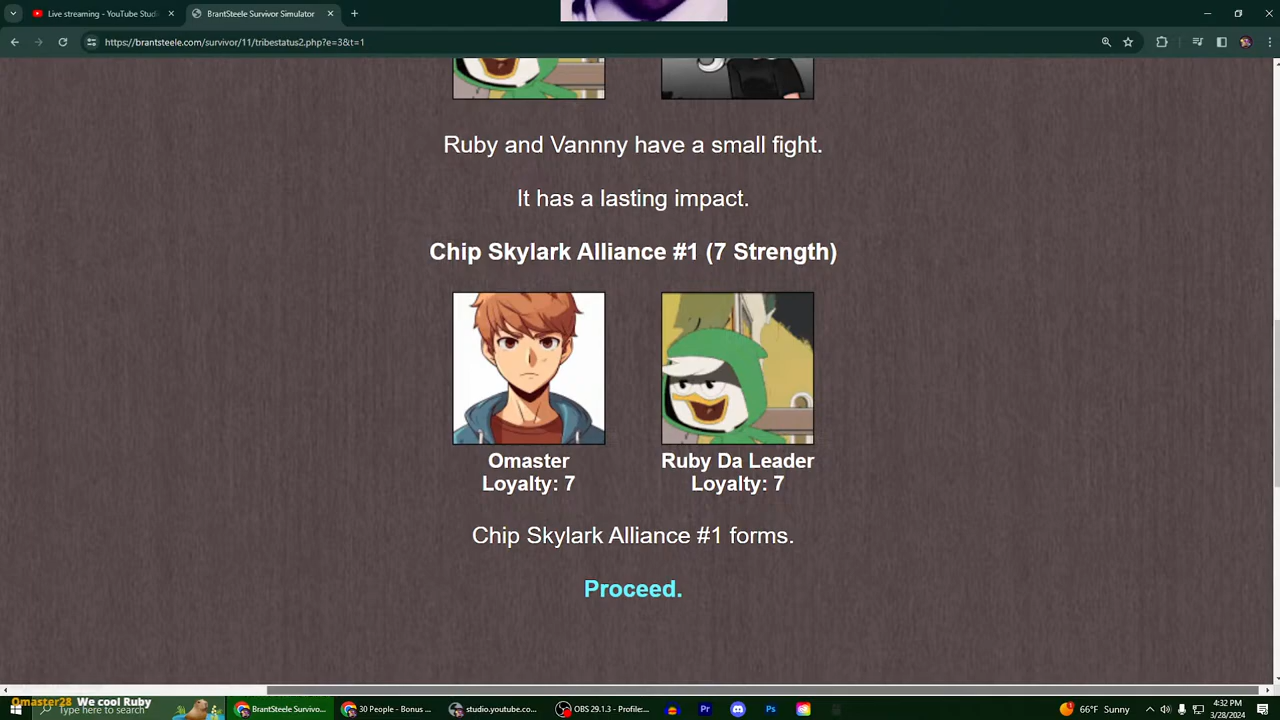 Live streaming - YouTube Studi
BrantSteele Survivor Simulator
https://brantsteele.com/survivor/11/tribestatus2.php?e=3&t=1
Ruby and Vannny have a small fight.
It has a lasting impact.
Chip Skylark Alliance #1 (7 Strength)
Omaster
Loyalty: 7
Ruby Da Leader
Loyalty: 7
Chip Skylark Alliance #1 forms.
Proceed.
Omaster28 We cool Ruby
Type here to search
BrantSteele Survivo...
30 People - Bonus ...
studio.youtube.co...
OBS 29.1.3 - Profile...
Pr
Ps
66°F Sunny
4:32 PM
3/28/2024